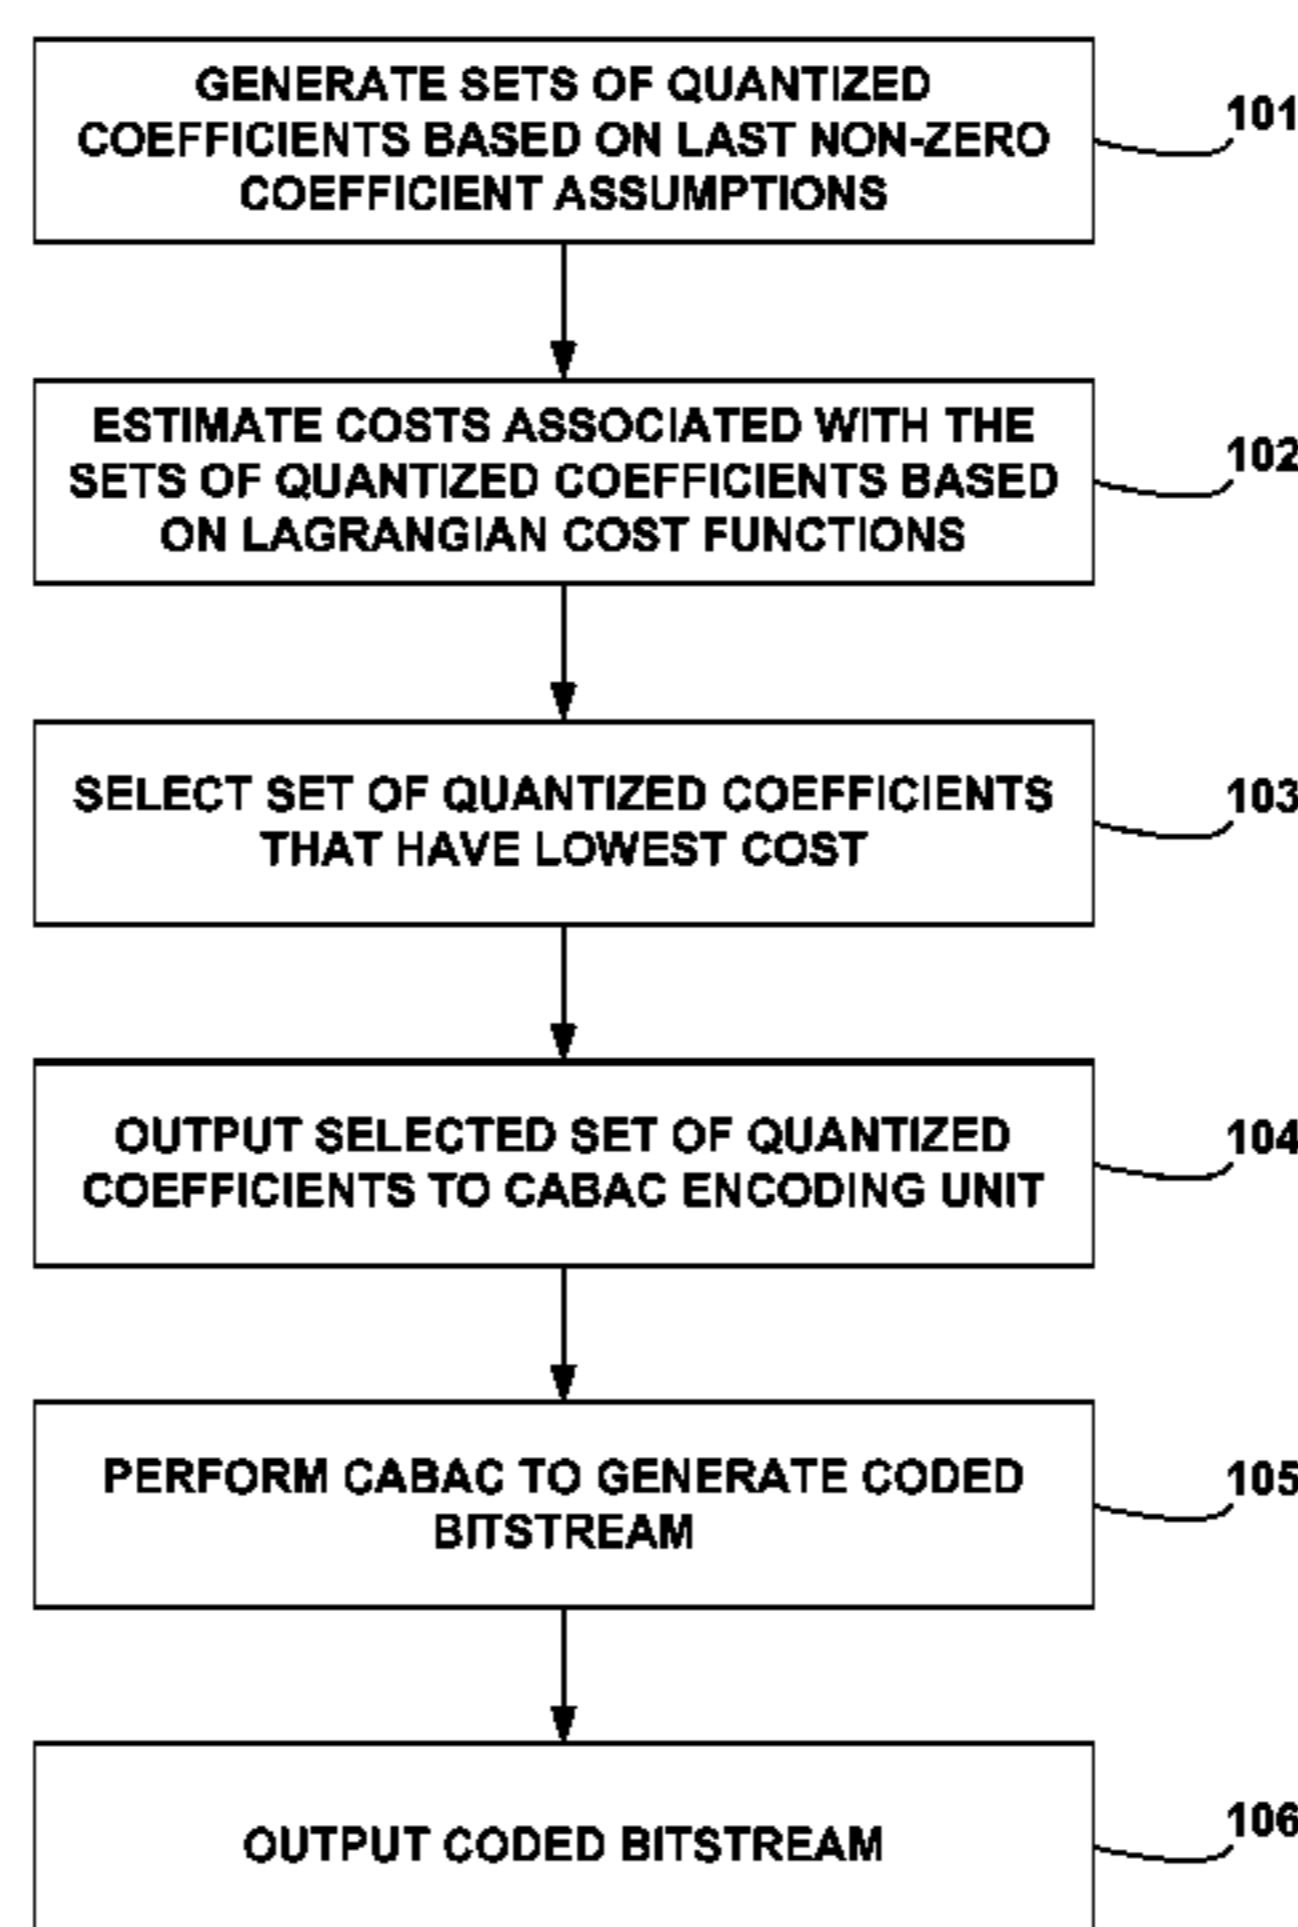 GENERATE SETS OF QUANTIZED
COEFFICIENTS BASED ON LAST NON-ZERO
COEFFICIENT ASSUMPTIONS
101
ESTIMATE COSTS ASSOCIATED WITH THE
SETS OF QUANTIZED COEFFICIENTS BASED
ON LAGRANGIAN COST FUNCTIONS
102
SELECT SET OF QUANTIZED COEFFICIENTS
THAT HAVE LOWEST COST
103
OUTPUT SELECTED SET OF QUANTIZED
COEFFICIENTS TO CABAC ENCODING UNIT
104
PERFORM CABAC TO GENERATE CODED
BITSTREAM
105
OUTPUT CODED BITSTREAM
106